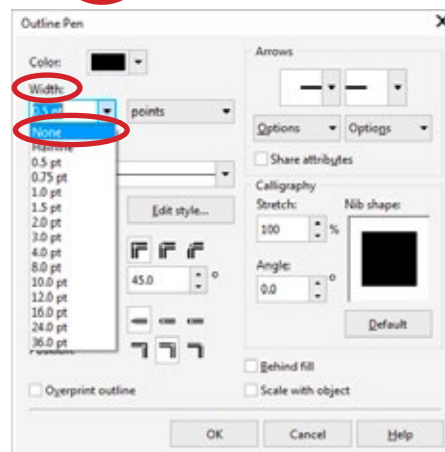 Outline Pen
X
Color:
Width:
0.5 pt
points
None
Hairline
0.5 pt
0.75 pt
1.0 pt
1.5 pt
2.0 pt
3.0 pt
4.0 pt
8.0 pt
10.0 pt
12.0 pt
16.0 pt
24.0 pt
36.0 pt
Edit style...
45.0 °
Position:
Overprint outline
Arrows
Options
Options
Share attributes
Calligraphy
Stretch:
Nib shape:
100 %
Angle:
0.0 °
Default
Behind fill
Scale with object
OK
Cancel
Help